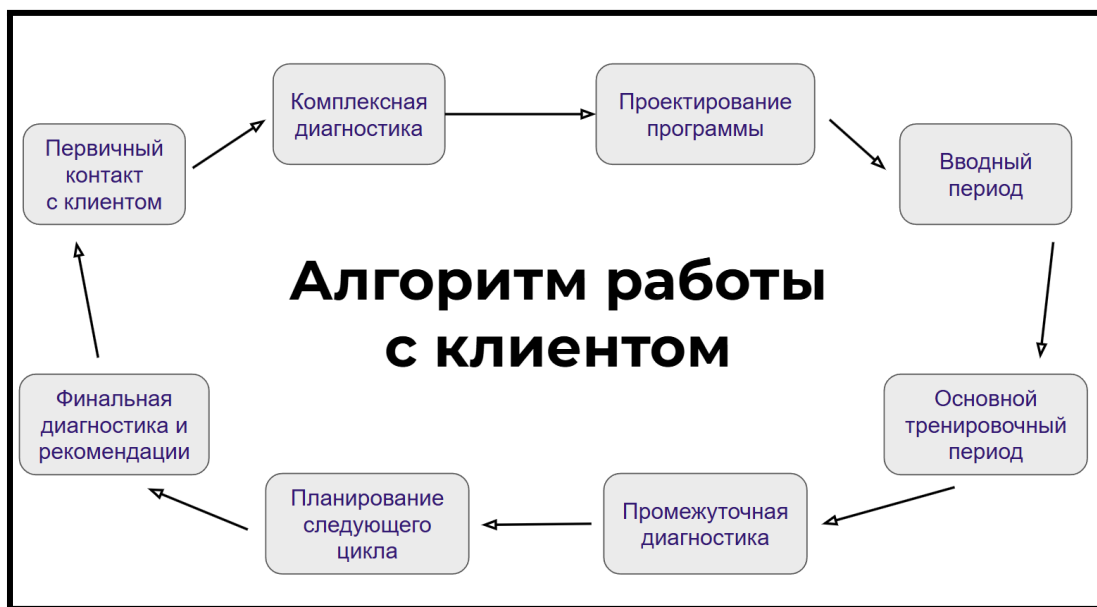 Комплексная
диагностика
Проектирование
программы
Первичный
контакт
с клиентом
Вводный
период
Алгоритм работы
с клиентом
Финальная
диагностика и
рекомендации
Основной
тренировочный
период
Планирование
следующего
цикла
Промежуточная
диагностика